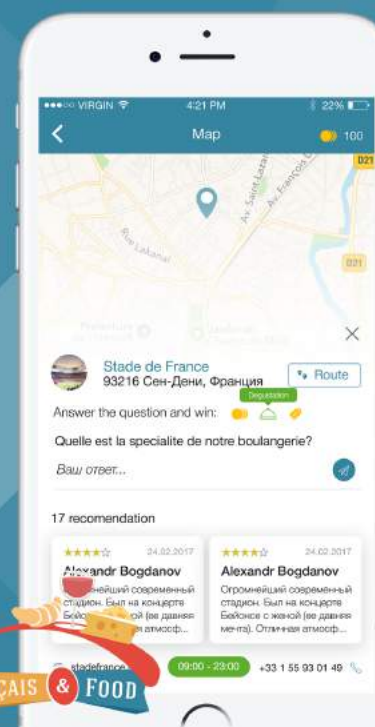 VIRGIN 4:21 PM 22%
Map 100
D21
Av. Saint-Lazare
Av. François
Rue Lakanal
D21
Stade de France
93216 Сен-Дени, Франция
Route
Degustation
Answer the question and win:
Quelle est la specialite de notre boulangerie?
Ваш ответ...
17 recomendation
24.02.2017 24.02.2017
Alexandr Bogdanov Alexandr Bogdanov
Огромнейший современный Огромнейший современный
стадион. Был на концерте стадион. Был на концерте
Бейонсе с женой (ее давняя Бейонсе с женой (ее давняя
атмосф... мечта). Отличная атмосф...
stadefrance 09:00 - 23:00 +33 1 55 93 01 49
ÇAIS & FOOD